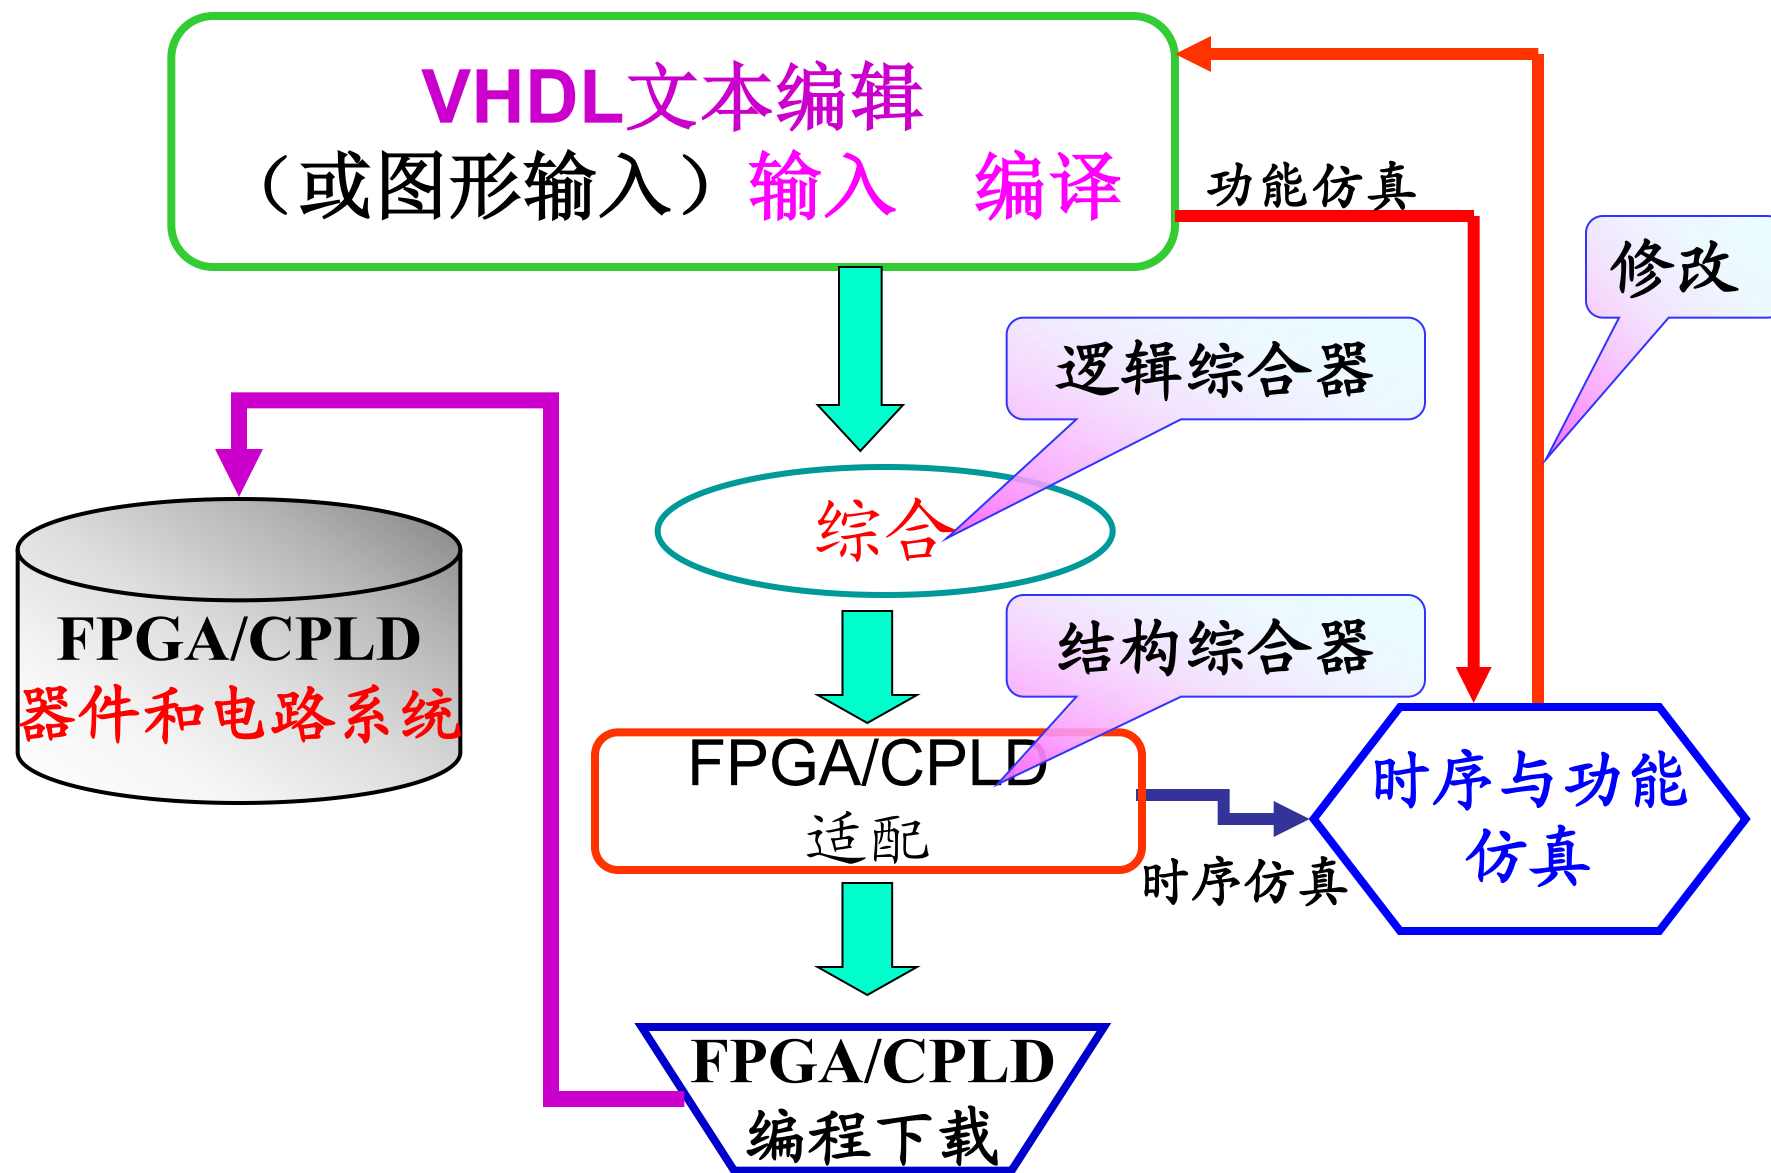 VHDL文本编辑
（或图形输入）输入 编译
功能仿真
修改
逻辑综合器
综合
结构综合器
FPGA/CPLD
器件和电路系统
FPGA/CPLD
适配
时序与功能
仿真
时序仿真
FPGA/CPLD
编程下载